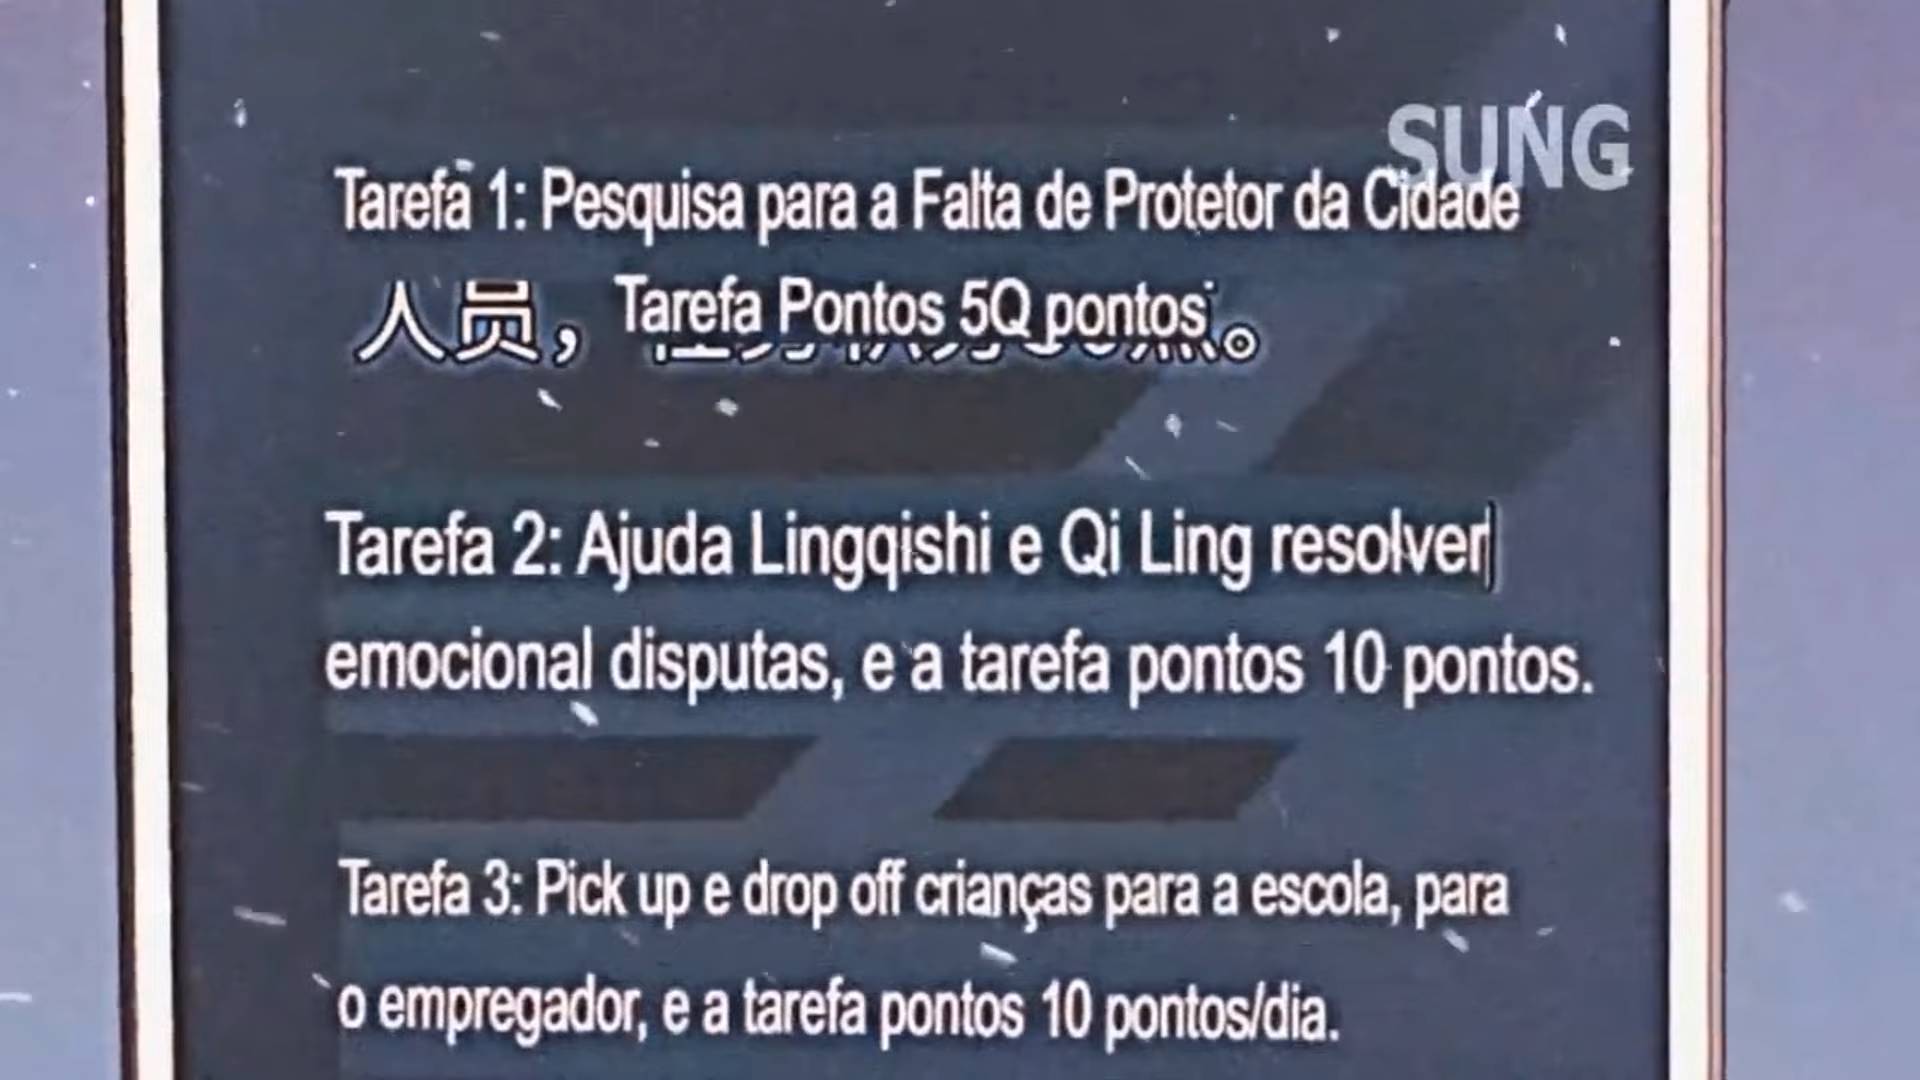 SUNG
Tarefa 1: Pesquisa para a Falta de Protetor da Cidade
人员， Tarefa Pontos 5Q pontos 。
Tarefa 2: Ajuda Lingqishi e Qi Ling resolver
emocional disputas, e a tarefa pontos 10 pontos.
Tarefa 3: Pick up e drop off crianças para a escola, para
o empregador, e a tarefa pontos 10 pontos/dia.